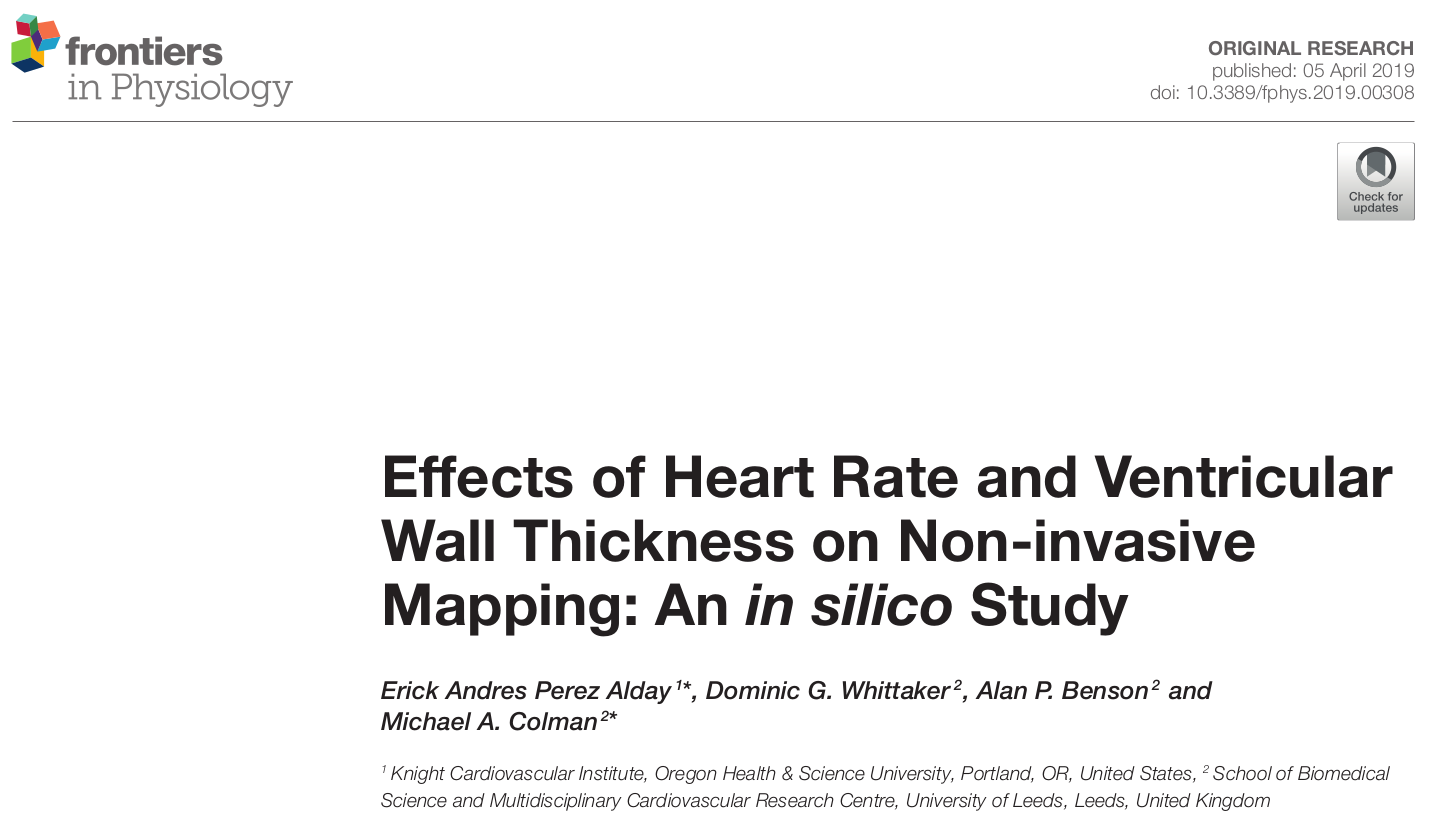 frontiers
in Physiology
ORIGINAL RESEARCH
published: 05 April 2019
doi: 10.3389/fphys.2019.00308
Check for
updates
Effects of Heart Rate and Ventricular
Wall Thickness on Non-invasive
Mapping: An in silico Study
Erick Andres Perez Alday 1*, Dominic G. Whittaker 2, Alan P. Benson 2 and
Michael A. Colman 2*
1 Knight Cardiovascular Institute, Oregon Health & Science University, Portland, OR, United States, 2 School of Biomedical
Science and Multidisciplinary Cardiovascular Research Centre, University of Leeds, Leeds, United Kingdom